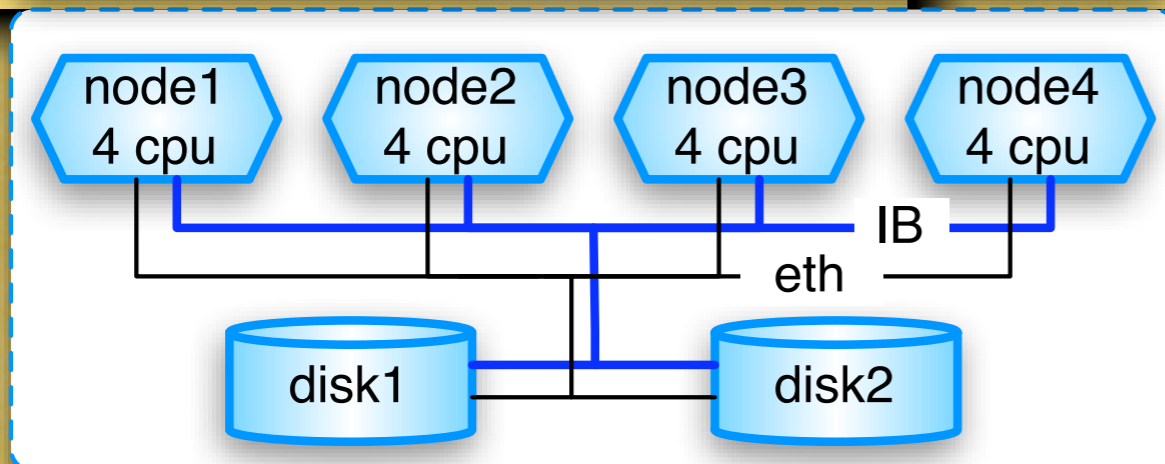 node1
4 cpu
node2
4 cpu
node3
4 cpu
node4
4 cpu
IB
eth
disk1
disk2